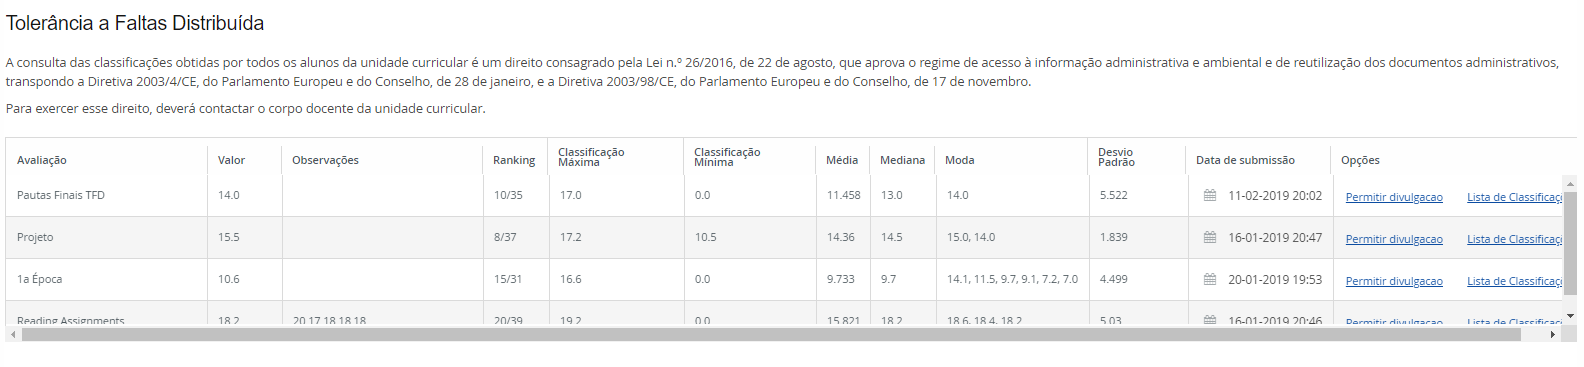 Tolerância a Faltas Distribuída
A consulta das classificações obtidas por todos os alunos da unidade curricular é um direito consagrado pela Lei n.º 26/2016, de 22 de agosto, que aprova o regime de acesso à informação administrativa e ambiental e de reutilização dos documentos administrativos,
transpondo a Diretiva 2003/4/CE, do Parlamento Europeu e do Conselho, de 28 de janeiro, e a Diretiva 2003/98/CE, do Parlamento Europeu e do Conselho, de 17 de novembro.
Para exercer esse direito, deverá contactar o corpo docente da unidade curricular.
Avaliação Valor Observações Ranking Classificação Máxima Classificação Mínima Média Mediana Moda Desvio Padrão Data de submissão Opções
Pautas Finais TFD 14.0 10/35 17.0 0.0 11.458 13.0 14.0 5.522 11-02-2019 20:02 Permitir divulgacao Lista de Classificaç
Projeto 15.5 8/37 17.2 10.5 14.36 14.5 15.0, 14.0 1.839 16-01-2019 20:47 Permitir divulgacao Lista de Classificaç
1a Época 10.6 15/31 16.6 0.0 9.733 9.7 14.1, 11.5, 9.7, 9.1, 7.2, 7.0 4.499 20-01-2019 19:53 Permitir divulgacao Lista de Classificaç
Reading Assignments 18.2 20 17 18 18 18 20/39 19.2 0.0 15.821 18.2 18.6, 18.4, 18.2 5.03 16-01-2019 20:46 Permitir divulgacao Lista de Classificaç